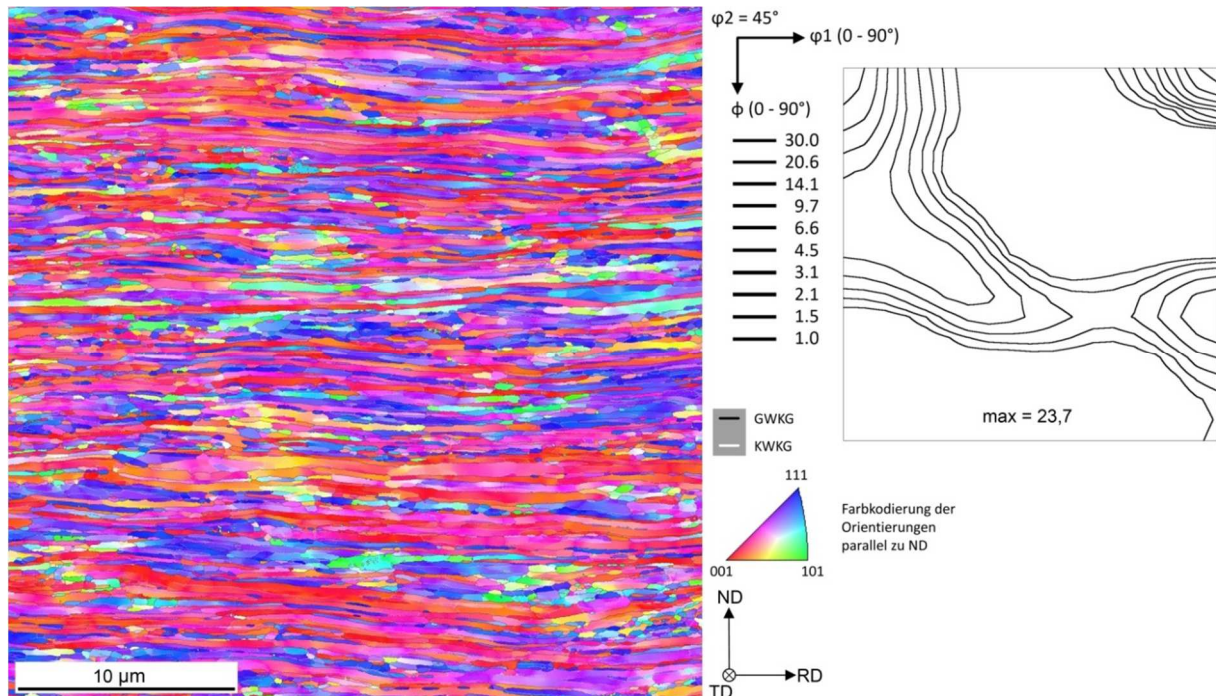 φ2 = 45°
φ1 (0 - 90°)
ϕ (0 - 90°)
30.0
20.6
14.1
9.7
6.6
4.5
3.1
2.1
1.5
1.0
max = 23,7
GWKG
KWKG
111
001
101
Farbkodierung der
Orientierungen
parallel zu ND
ND
RD
TD
10 µm